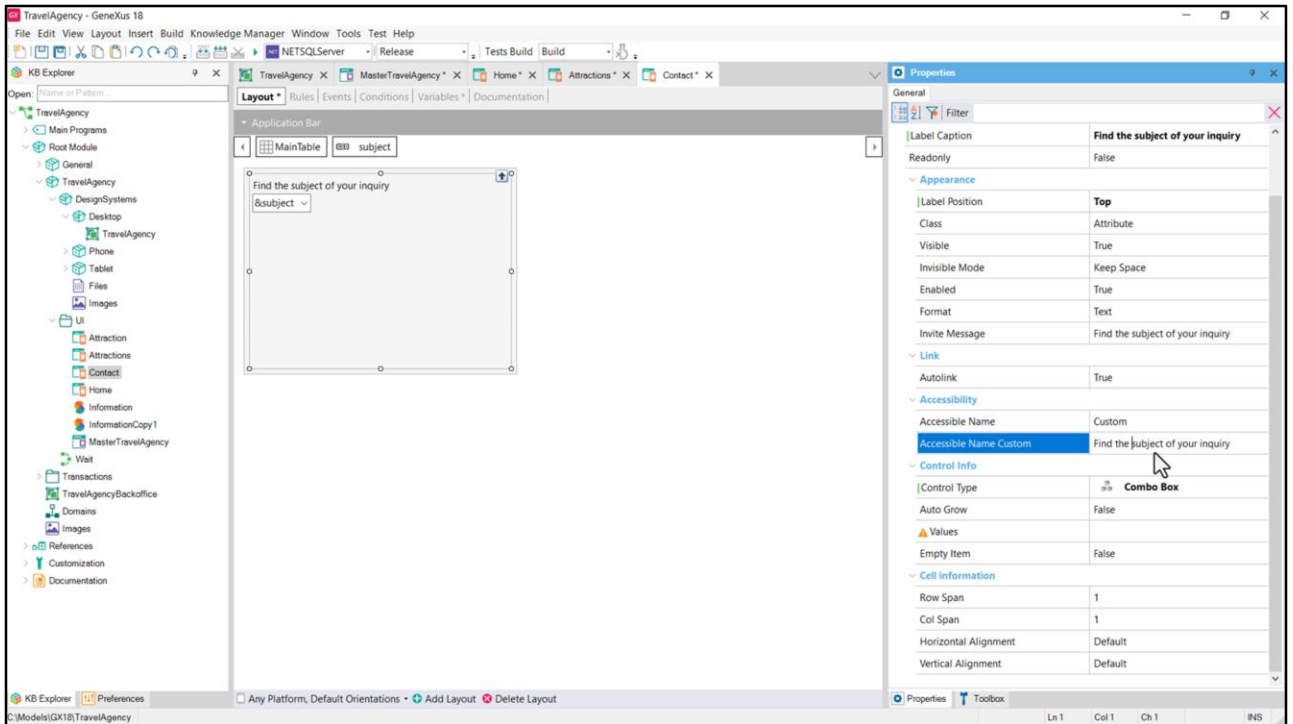 TravelAgency - GeneXus 18
File Edit View Layout Insert Build Knowledge Manager Window Tools Test Help
NETSQLServer Release Tests Build Build
KB Explorer
Open: Name or Pattern...
TravelAgency
Main Programs
Root Module
General
TravelAgency
DesignSystems
Desktop
TravelAgency
Phone
Tablet
Files
Images
UI
Attraction
Attractions
Contact
Home
Information
InformationCopy1
MasterTravelAgency
Wait
Transactions
TravelAgencyBackoffice
Domains
Images
References
Customization
Documentation
KB Explorer Preferences
TravelAgency X MasterTravelAgency * X Home * X Attractions * X Contact * X
Layout * Rules Events Conditions Variables * Documentation
Application Bar
MainTable subject
Find the subject of your inquiry
&subject
Any Platform, Default Orientations Add Layout Delete Layout
Properties
General
Filter
Label Caption Find the subject of your inquiry
Readonly False
Appearance
Label Position Top
Class Attribute
Visible True
Invisible Mode Keep Space
Enabled True
Format Text
Invite Message Find the subject of your inquiry
Link
Autolink True
Accessibility
Accessible Name Custom
Accessible Name Custom Find the subject of your inquiry
Control Info
Control Type Combo Box
Auto Grow False
Values
Empty Item False
Cell information
Row Span 1
Col Span 1
Horizontal Alignment Default
Vertical Alignment Default
Properties Toolbox
C:\Models\GX18\TravelAgency Ln 1 Col 1 Ch 1 INS